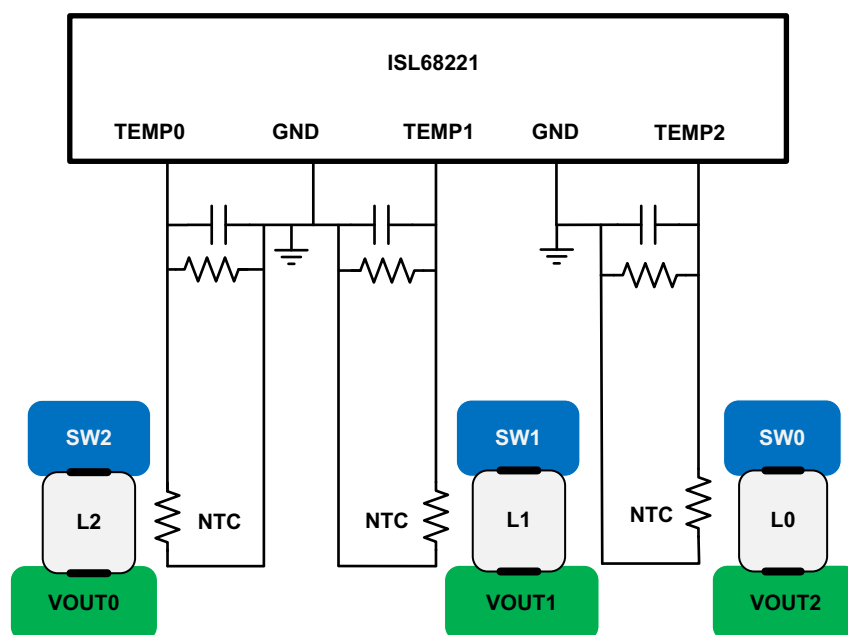 ISL68221
TEMP0 GND TEMP1 GND TEMP2
SW2 SW1 SW0
L2 NTC NTC L1 NTC L0
VOUT0 VOUT1 VOUT2